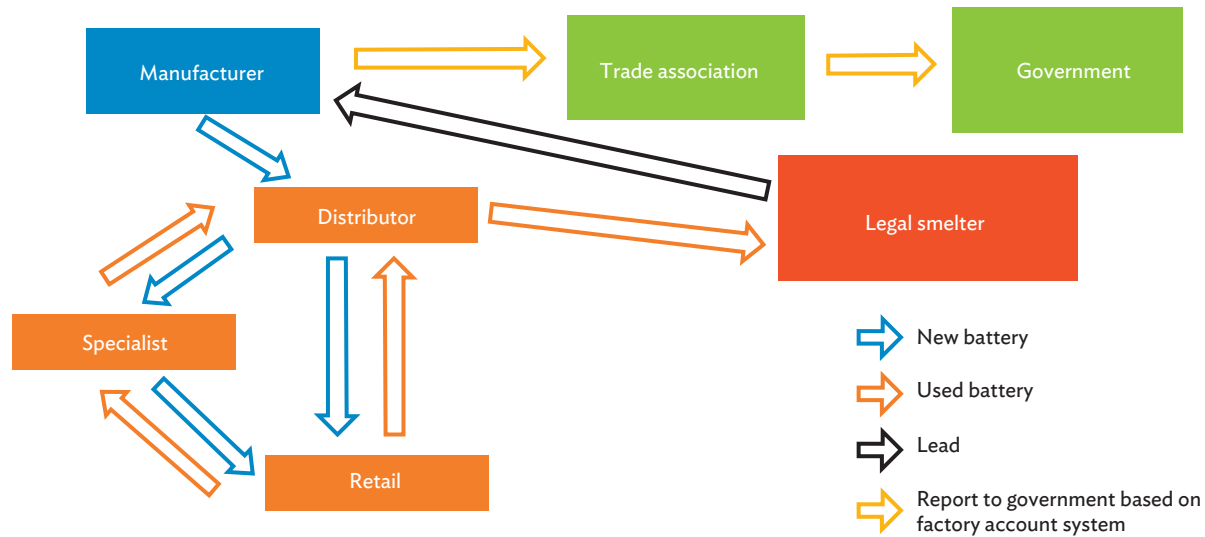 Manufacturer
Trade association
Government
Distributor
Legal smelter
Specialist
Retail
New battery
Used battery
Lead
Report to government based on
factory account system